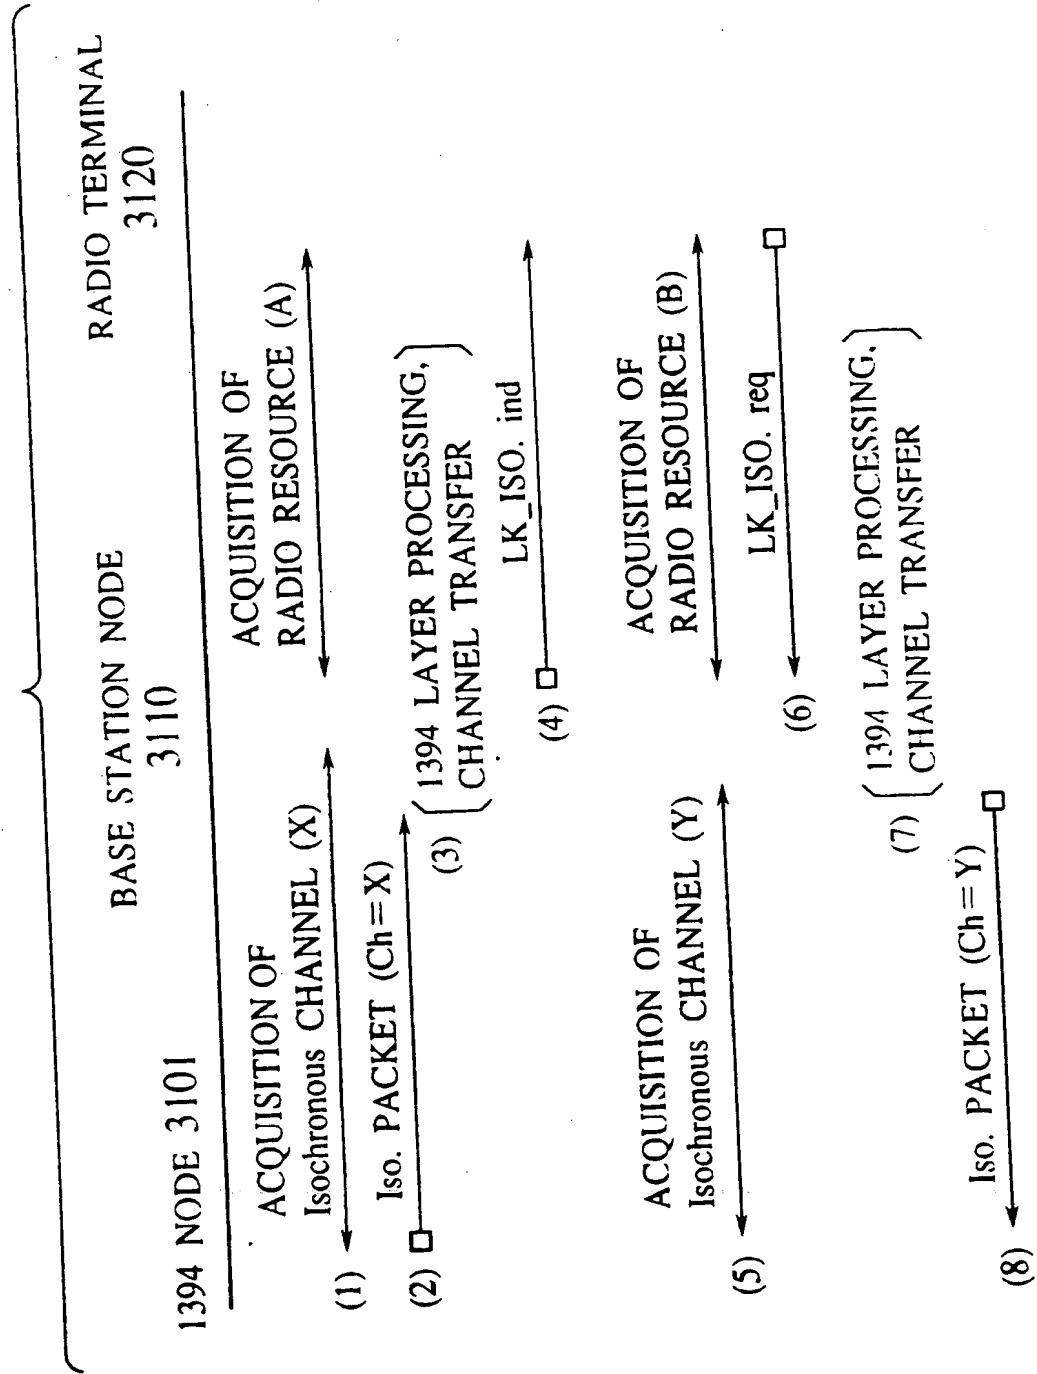 1394 NODE 3101
BASE STATION NODE
3110
RADIO TERMINAL
3120
ACQUISITION OF
Isochronous CHANNEL (X)
ACQUISITION OF
RADIO RESOURCE (A)
(1)
Iso. PACKET (Ch=X)
(2)
(3)
1394 LAYER PROCESSING,
CHANNEL TRANSFER
LK_ISO. ind
(4)
ACQUISITION OF
Isochronous CHANNEL (Y)
ACQUISITION OF
RADIO RESOURCE (B)
(5)
LK_ISO. req
(6)
(7)
1394 LAYER PROCESSING,
CHANNEL TRANSFER
Iso. PACKET (Ch=Y)
(8)